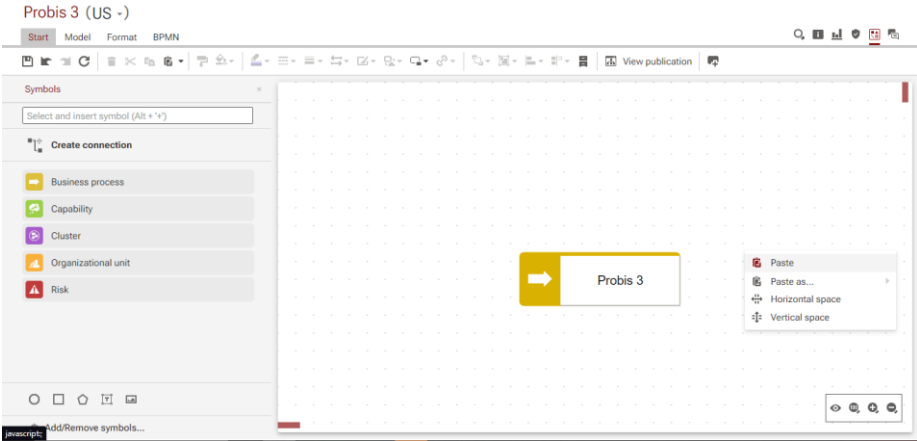 Probis 3 (US -)
Start Model Format BPMN
View publication
Symbols
Select and insert symbol (Alt + '+')
Create connection
Business process
Capability
Cluster
Organizational unit
Risk
Add/Remove symbols...
javascript:;
Probis 3
Paste
Paste as...
Horizontal space
Vertical space